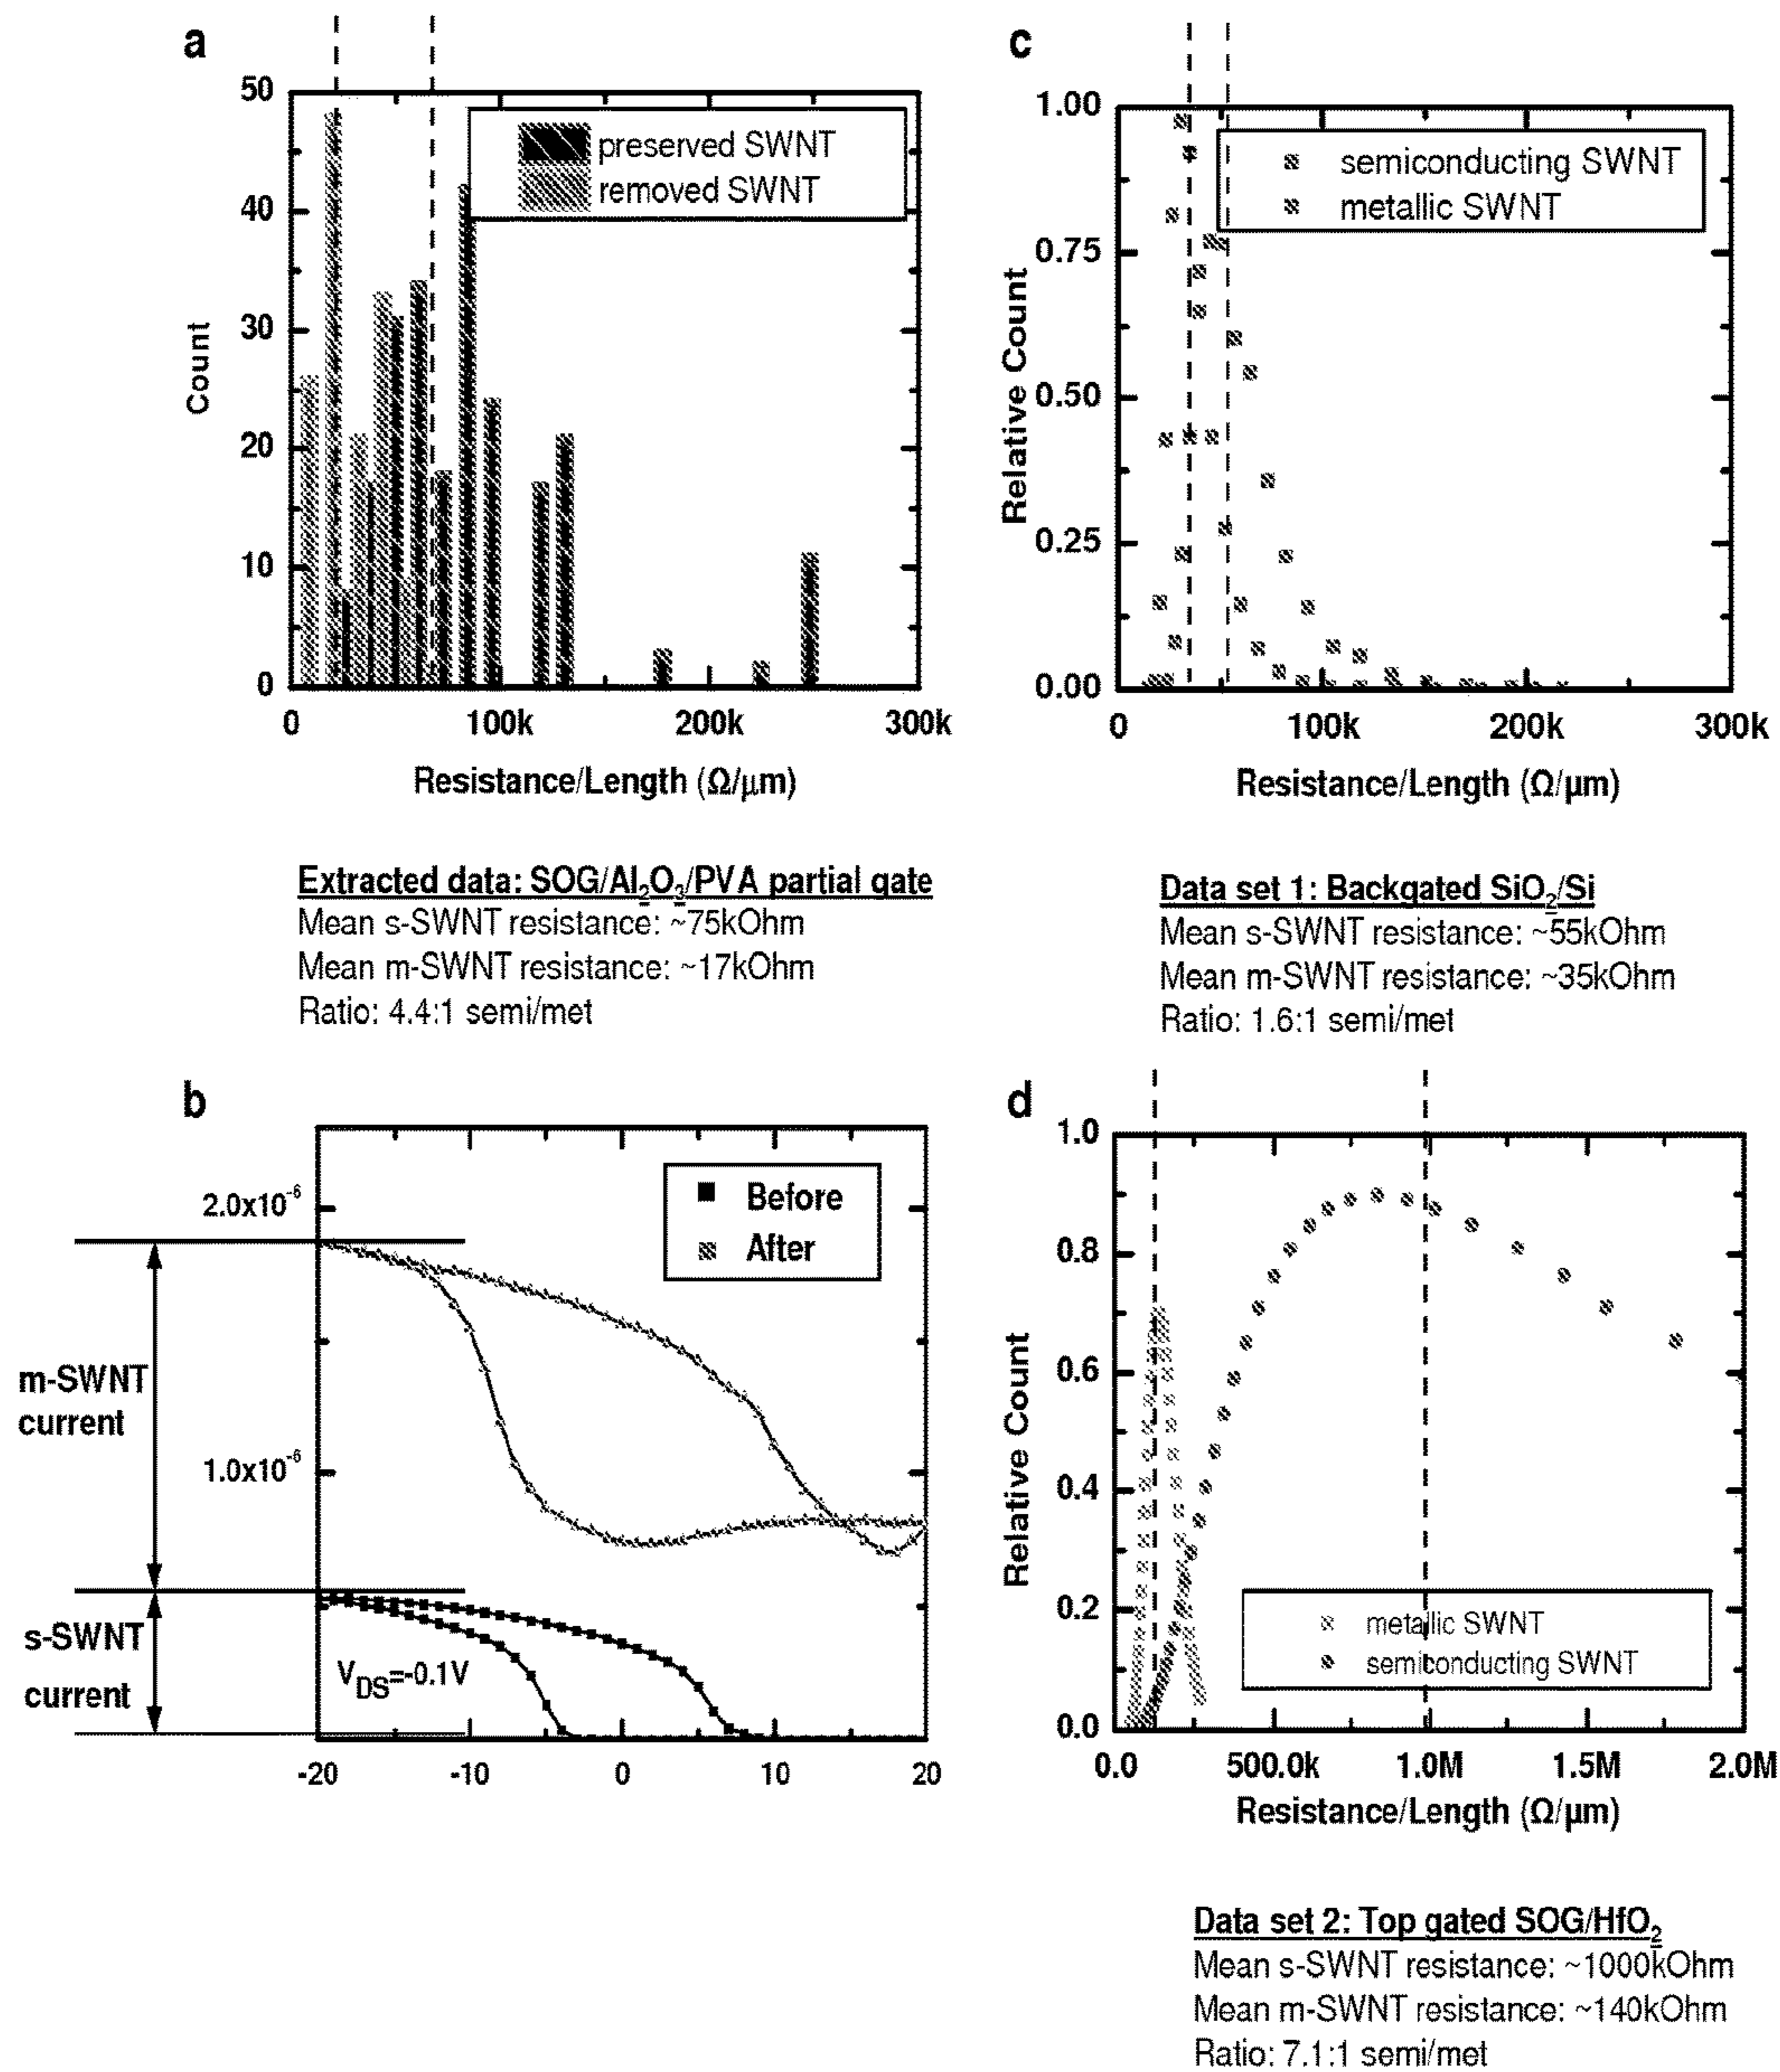 a
50
40
30
20
10
0
Count
preserved SWNT
removed SWNT
0 100k 200k 300k
Resistance/Length (Ω/μm)
Extracted data: SOG/Al₂O₃/PVA partial gate
Mean s-SWNT resistance: ~75kOhm
Mean m-SWNT resistance: ~17kOhm
Ratio: 4.4:1 semi/met
c
1.00
0.75
0.50
0.25
0.00
Relative Count
semiconducting SWNT
metallic SWNT
0 100k 200k 300k
Resistance/Length (Ω/μm)
Data set 1: Backgated SiO₂/Si
Mean s-SWNT resistance: ~55kOhm
Mean m-SWNT resistance: ~35kOhm
Ratio: 1.6:1 semi/met
b
2.0x10⁻⁶
1.0x10⁻⁶
Before
After
m-SWNT
current
s-SWNT
current
V_DS=-0.1V
-20 -10 0 10 20
d
1.0
0.8
0.6
0.4
0.2
0.0
Relative Count
metallic SWNT
semiconducting SWNT
0.0 500.0k 1.0M 1.5M 2.0M
Resistance/Length (Ω/μm)
Data set 2: Top gated SOG/HfO₂
Mean s-SWNT resistance: ~1000kOhm
Mean m-SWNT resistance: ~140kOhm
Ratio: 7.1:1 semi/met